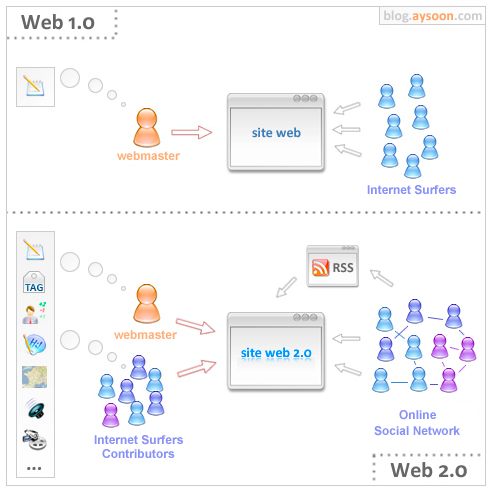 Web 1.0
blog.aysoon.com
site web
webmaster
Internet Surfers
TAG
RSS
webmaster
site web 2.0
Internet Surfers
Contributors
Online
Social Network
...
Web 2.0